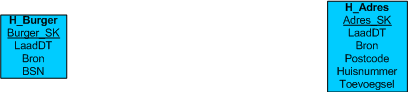 H_Burger
Burger_SK
LaadDT
Bron
BSN
H_Adres
Adres_SK
LaadDT
Bron
Postcode
Huisnummer
Toevoegsel